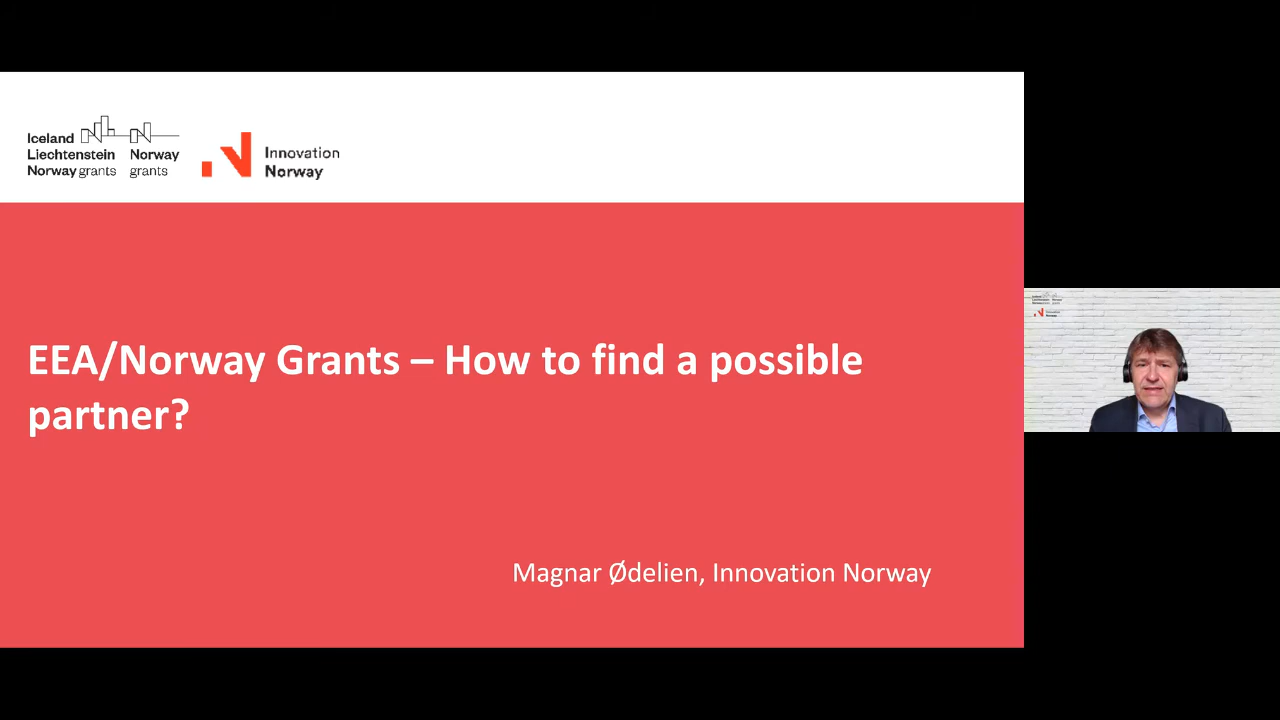 Iceland
Liechtenstein Norway
Norway grants grants
Innovation
Norway
EEA/Norway Grants – How to find a possible
partner?
Magnar Ødelien, Innovation Norway